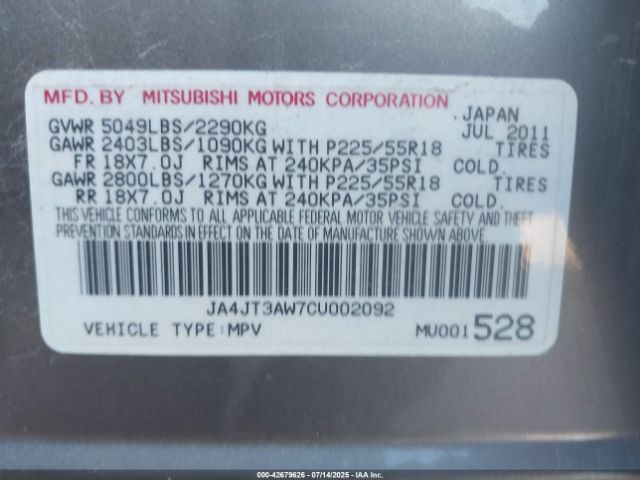 MFD. BY MITSUBISHI MOTORS CORPORATION
JAPAN
GVWR 5049LBS/2290KG JUL 2011
GAWR 2403LBS/1090KG WITH P225/55R18 TIRES
FR 18X7.0J RIMS AT 240KPA/35PSI COLD.
GAWR 2800LBS/1270KG WITH P225/55R18 TIRES
RR 18X7.0J RIMS AT 240KPA/35PSI COLD.
THIS VEHICLE CONFORMS TO ALL APPLICABLE FEDERAL MOTOR VEHICLE SAFETY AND THEFT
PREVENTION STANDARDS IN EFFECT ON THE DATE OF MANUFACTURE SHOWN ABOVE.
JA4JT3AW7CU002092
VEHICLE TYPE:MPV MU001528
000-42679626 - 07/14/2025 - IAA Inc.